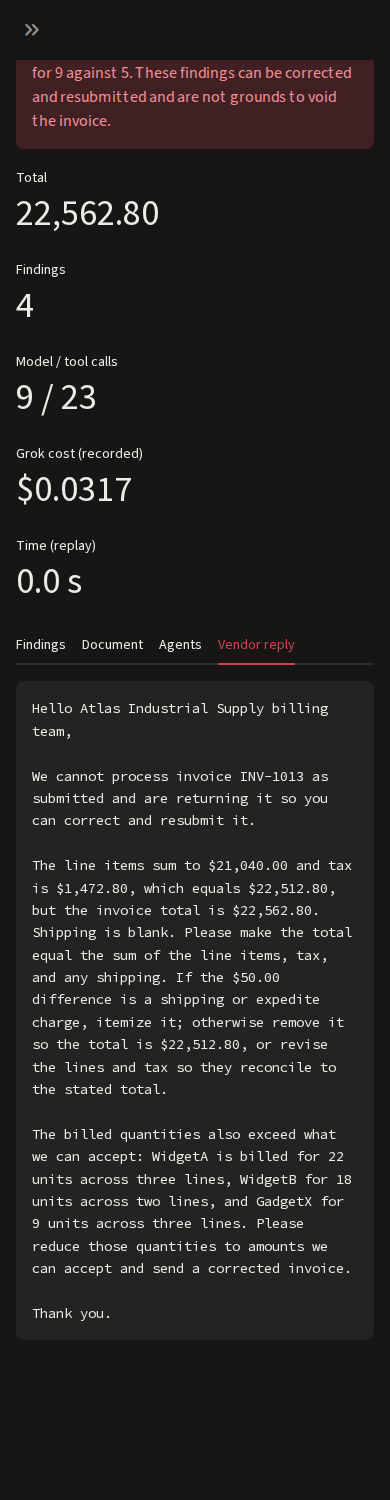 for 9 against 5. These findings can be corrected
and resubmitted and are not grounds to void
the invoice.
Total
22,562.80
Findings
4
Model / tool calls
9 / 23
Grok cost (recorded)
$0.0317
Time (replay)
0.0 s
Findings Document Agents Vendor reply
Hello Atlas Industrial Supply billing
team,
We cannot process invoice INV-1013 as
submitted and are returning it so you
can correct and resubmit it.
The line items sum to $21,040.00 and tax
is $1,472.80, which equals $22,512.80,
but the invoice total is $22,562.80.
Shipping is blank. Please make the total
equal the sum of the line items, tax,
and any shipping. If the $50.00
difference is a shipping or expedite
charge, itemize it; otherwise remove it
so the total is $22,512.80, or revise
the lines and tax so they reconcile to
the stated total.
The billed quantities also exceed what
we can accept: WidgetA is billed for 22
units across three lines, WidgetB for 18
units across two lines, and GadgetX for
9 units across three lines. Please
reduce those quantities to amounts we
can accept and send a corrected invoice.
Thank you.